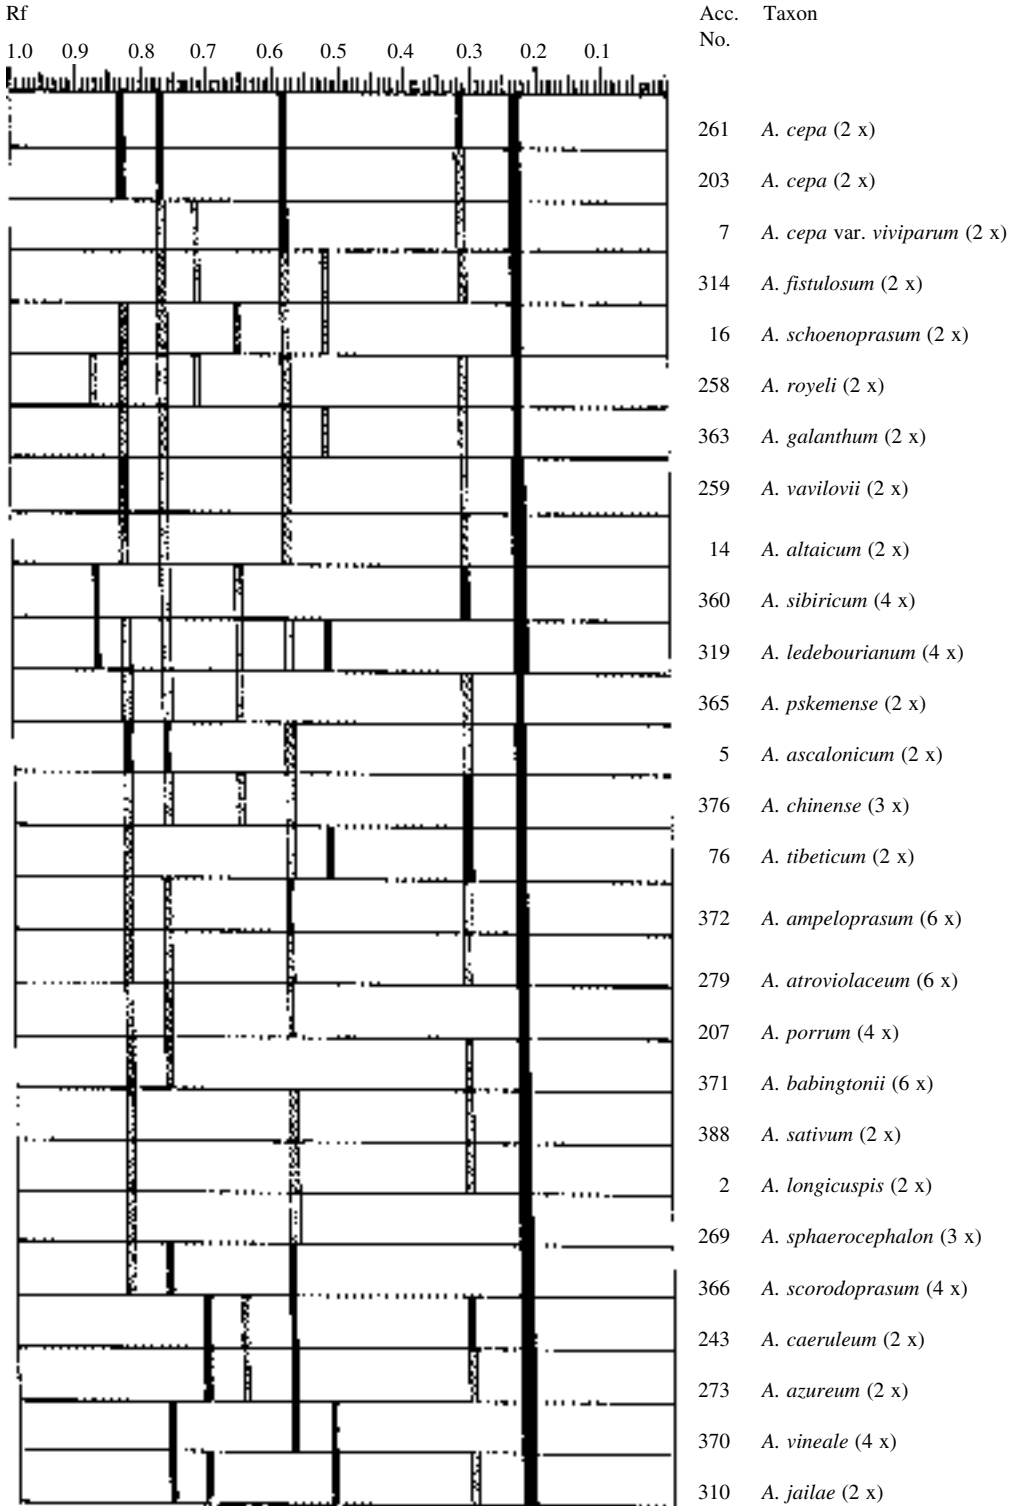 Rf Acc. Taxon
No.
1.0 0.9 0.8 0.7 0.6 0.5 0.4 0.3 0.2 0.1
261 A. cepa (2 x)
203 A. cepa (2 x)
7 A. cepa var. viviparum (2 x)
314 A. fistulosum (2 x)
16 A. schoenoprasum (2 x)
258 A. royeli (2 x)
363 A. galanthum (2 x)
259 A. vavilovii (2 x)
14 A. altaicum (2 x)
360 A. sibiricum (4 x)
319 A. ledebourianum (4 x)
365 A. pskemense (2 x)
5 A. ascalonicum (2 x)
376 A. chinense (3 x)
76 A. tibeticum (2 x)
372 A. ampeloprasum (6 x)
279 A. atroviolaceum (6 x)
207 A. porrum (4 x)
371 A. babingtonii (6 x)
388 A. sativum (2 x)
2 A. longicuspis (2 x)
269 A. sphaerocephalon (3 x)
366 A. scorodoprasum (4 x)
243 A. caeruleum (2 x)
273 A. azureum (2 x)
370 A. vineale (4 x)
310 A. jailae (2 x)